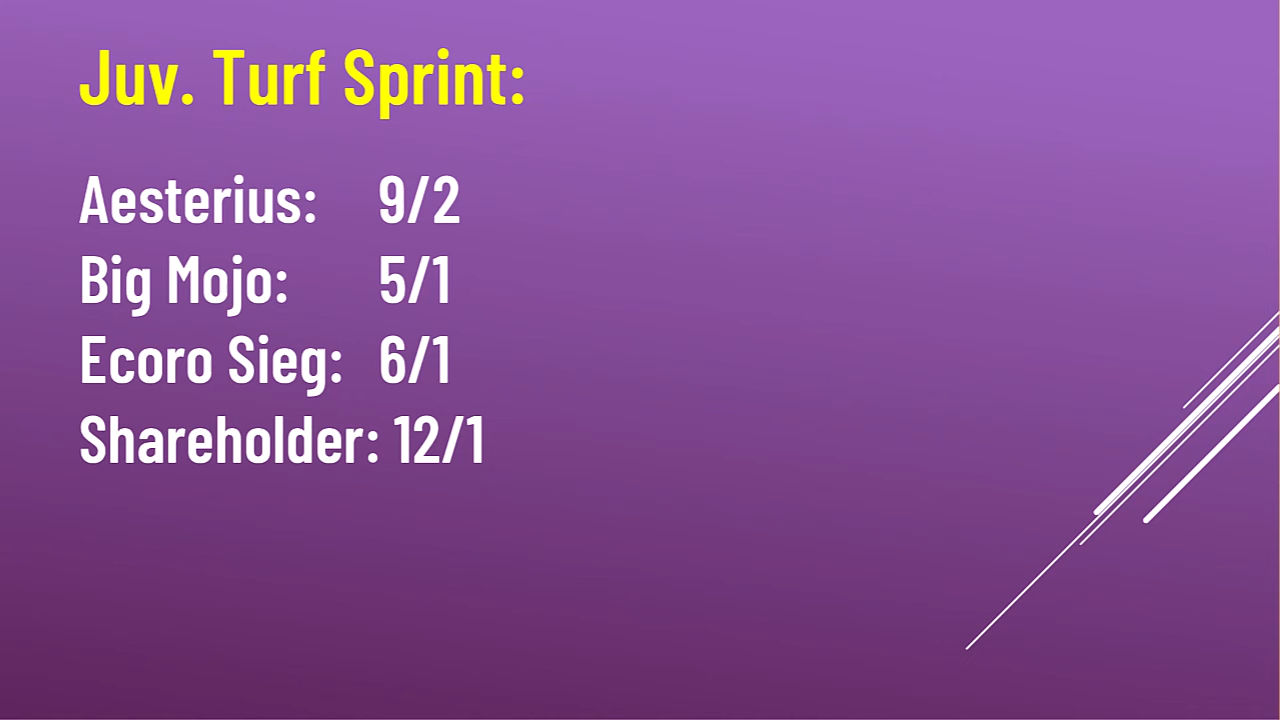 Juv. Turf Sprint:
Aesterius: 9/2
Big Mojo: 5/1
Ecoro Sieg: 6/1
Shareholder: 12/1